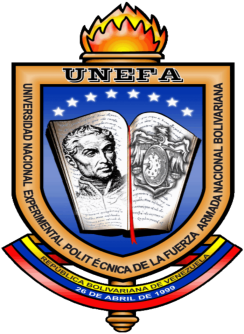 UNEFA
UNIVERSIDAD NACIONAL EXPERIMENTAL POLITÉCNICA DE LA FUERZA ARMADA NACIONAL BOLIVARIANA
REPÚBLICA BOLIVARIANA DE VENEZUELA
26 DE ABRIL DE 1999